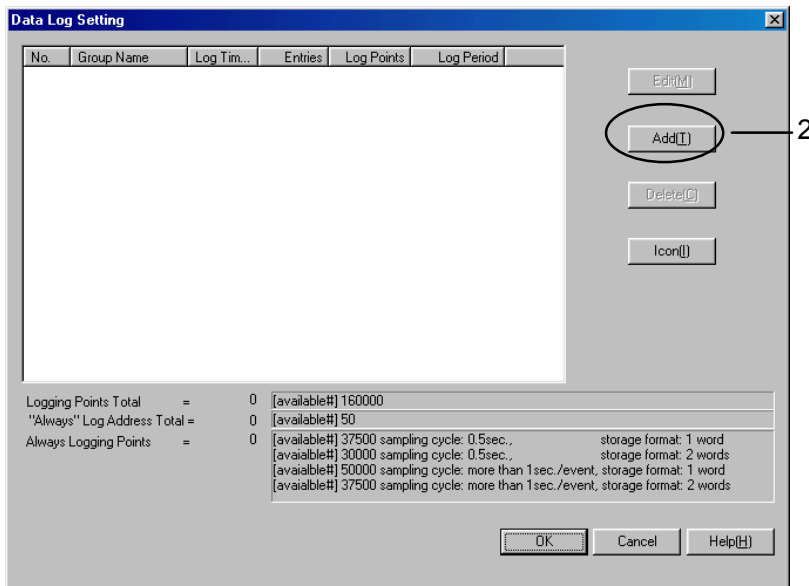 Data Log Setting
No. Group Name Log Tim... Entries Log Points Log Period
Edit(M)
Add(T)
2
Delete(C)
Icon(I)
Logging Points Total = 0 [available#] 160000
"Always" Log Address Total = 0 [available#] 50
Always Logging Points = 0 [available#] 37500 sampling cycle: 0.5sec., storage format: 1 word
[avaialble#] 30000 sampling cycle: 0.5sec., storage format: 2 words
[avaialble#] 50000 sampling cycle: more than 1sec./event, storage format: 1 word
[avaialble#] 37500 sampling cycle: more than 1sec./event, storage format: 2 words
OK Cancel Help(H)